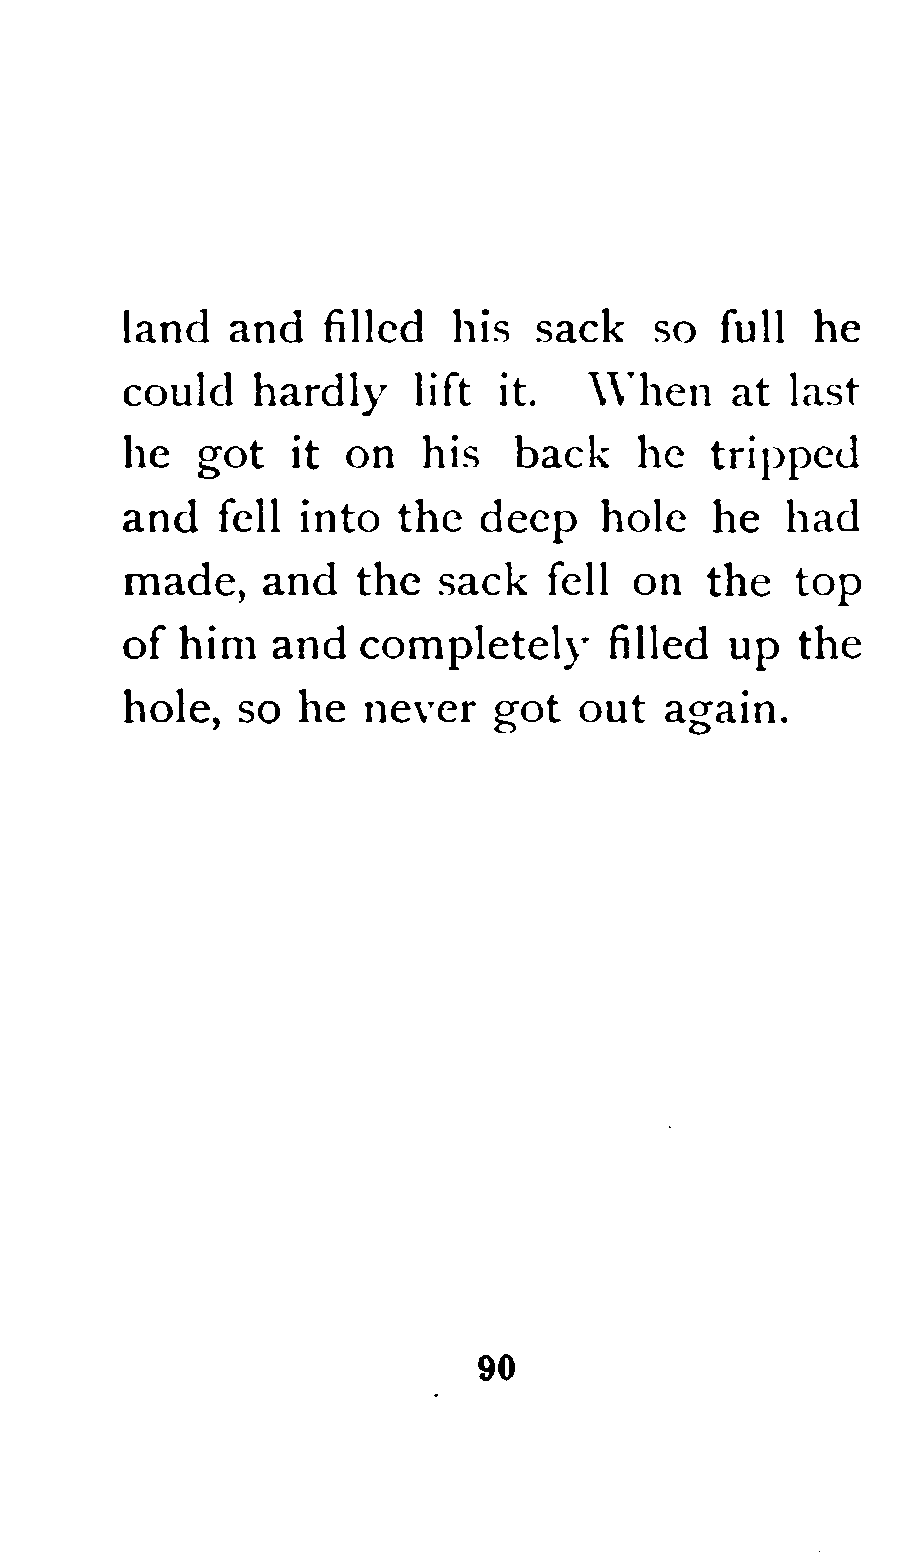 land and filled his sack so full he
could hardly lift it. When at last
he got it on his back he tripped
and fell into the deep hole he had
made, and the sack fell on the top
of him and completely filled up the
hole, so he never got out again.
90